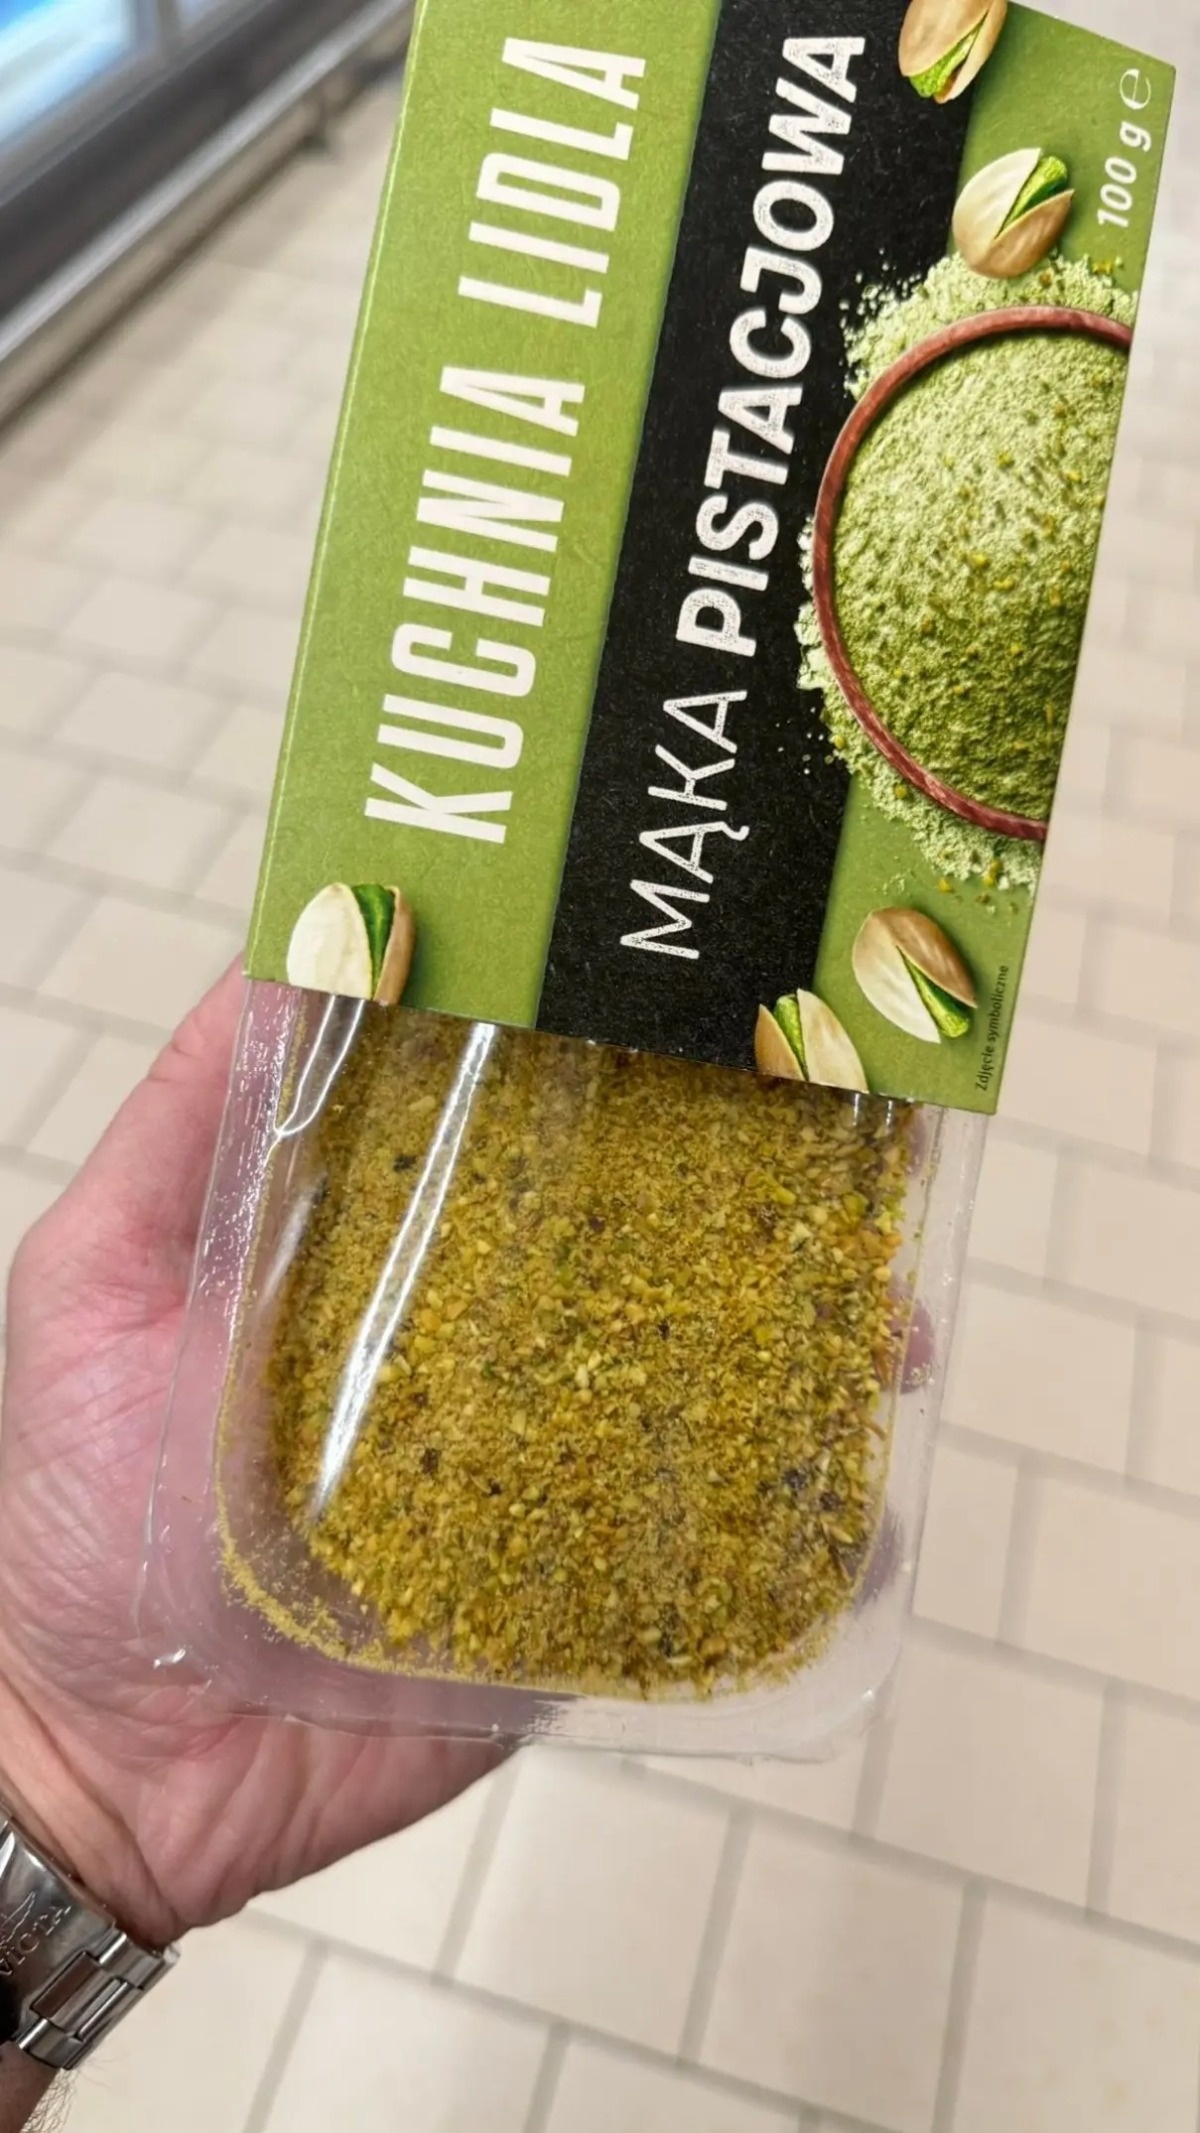 KUCHNIA LIDLA
MĄKA PISTACJOWA
100 g ℮
Zdjęcie symboliczne